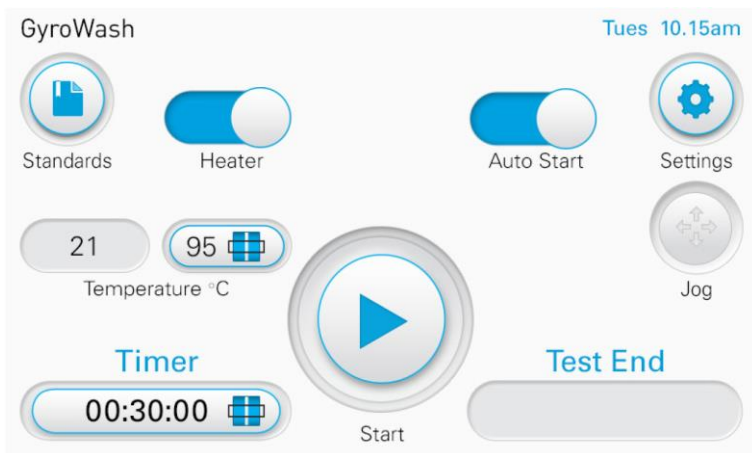 GyroWash
Tues 10.15am
Standards
Heater
Auto Start
Settings
21
95
Temperature °C
Jog
Timer
Test End
00:30:00
Start